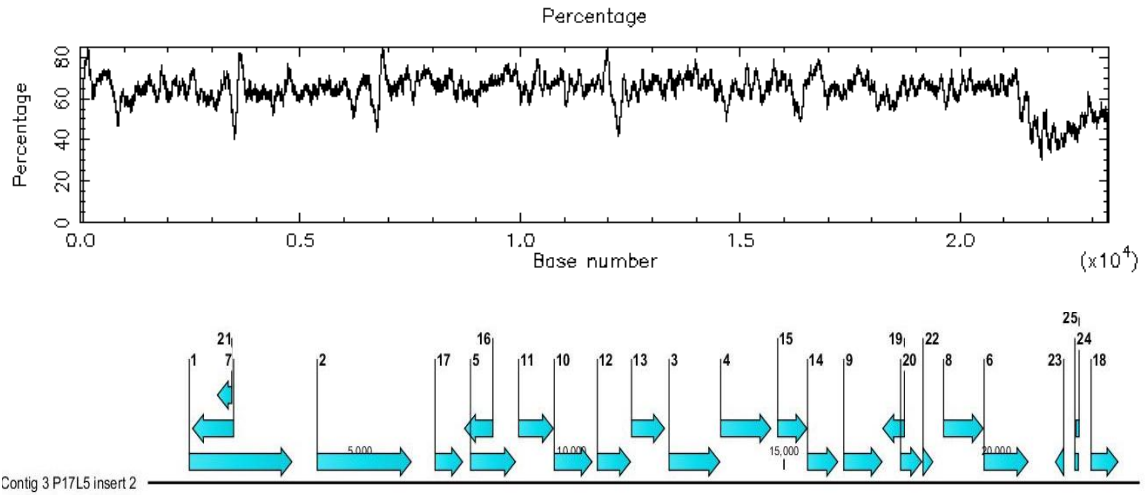 Percentage
Percentage
80
60
40
20
0
0.0 0.5 1.0 1.5 2.0
Base number (x10⁴)
25
21 16 15 19 22 24
1 7 2 17 5 11 10 12 13 3 4 14 9 20 8 6 23 18
5,000 10,000 15,000 20,000
Contig 3 P17L5 insert 2